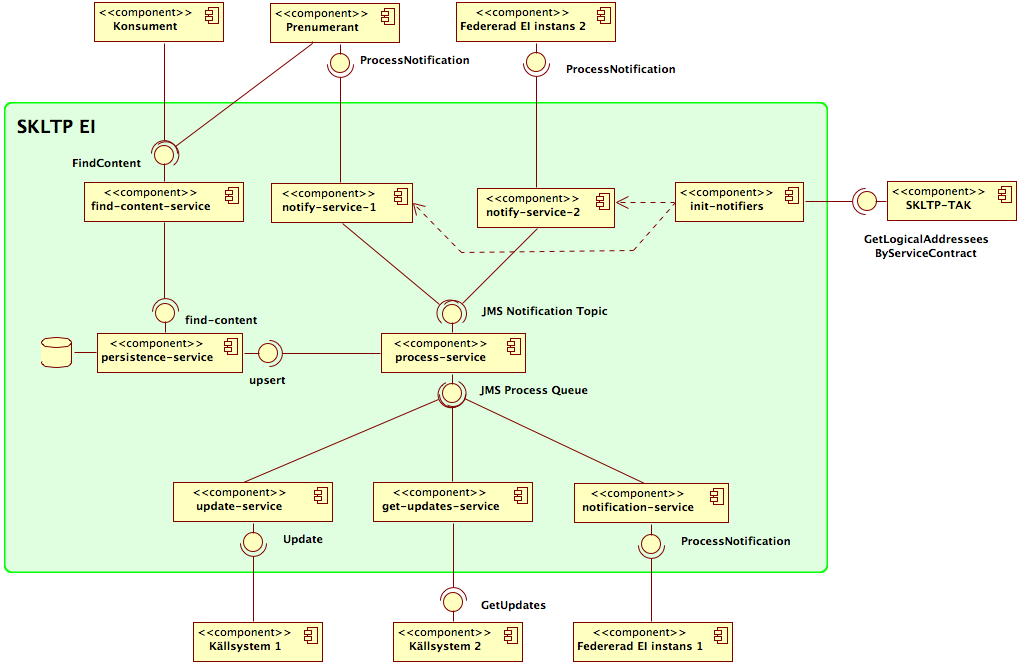 <<component>>
Konsument
<<component>>
Prenumerant
<<component>>
Federerad EI instans 2
ProcessNotification
ProcessNotification
SKLTP EI
FindContent
<<component>>
find-content-service
<<component>>
notify-service-1
<<component>>
notify-service-2
<<component>>
init-notifiers
<<component>>
SKLTP-TAK
GetLogicalAddressees
ByServiceContract
find-content
JMS Notification Topic
<<component>>
persistence-service
upsert
<<component>>
process-service
JMS Process Queue
<<component>>
update-service
<<component>>
get-updates-service
<<component>>
notification-service
Update
ProcessNotification
GetUpdates
<<component>>
Källsystem 1
<<component>>
Källsystem 2
<<component>>
Federerad EI instans 1